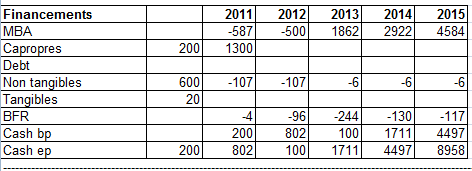 Financements 2011 2012 2013 2014 2015
MBA -587 -500 1862 2922 4584
Capropres 200 1300
Debt
Non tangibles 600 -107 -107 -6 -6 -6
Tangibles 20
BFR -4 -96 -244 -130 -117
Cash bp 200 802 100 1711 4497
Cash ep 200 802 100 1711 4497 8958